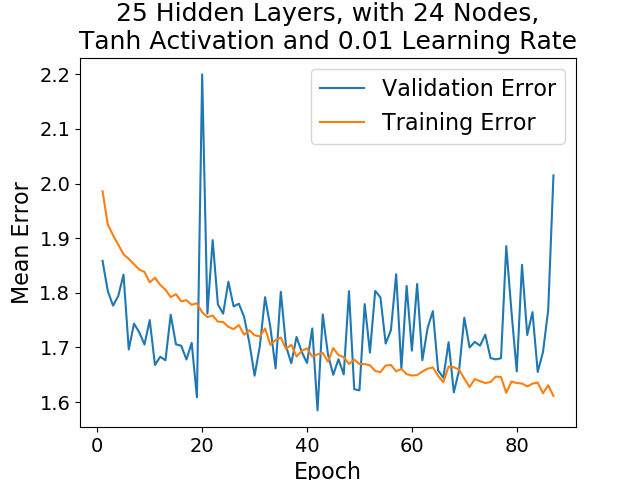 25 Hidden Layers, with 24 Nodes,
Tanh Activation and 0.01 Learning Rate
Validation Error
Training Error
Mean Error
2.2
2.1
2.0
1.9
1.8
1.7
1.6
0 20 40 60 80
Epoch